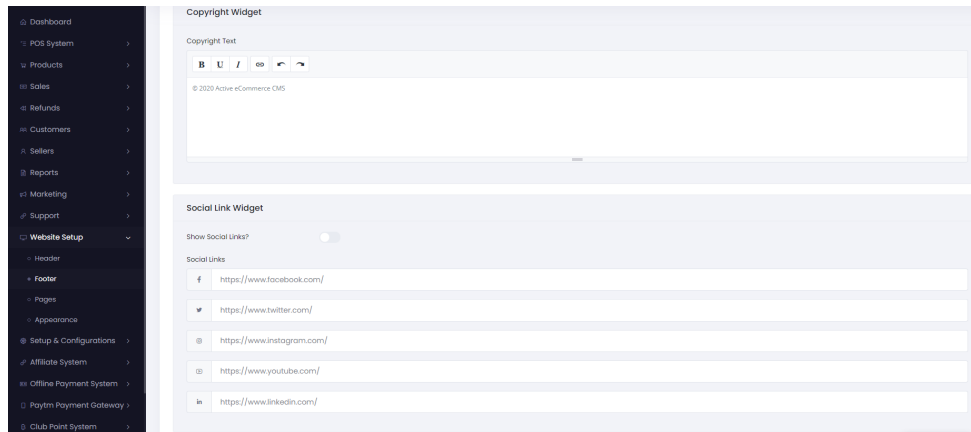 Dashboard
POS System
Products
Sales
Refunds
Customers
Sellers
Reports
Marketing
Support
Website Setup
Header
Footer
Pages
Appearance
Setup & Configurations
Affiliate System
Offline Payment System
Paytm Payment Gateway
Club Point System
Copyright Widget
Copyright Text
B U I
© 2020 Active eCommerce CMS
Social Link Widget
Show Social Links?
Social Links
https://www.facebook.com/
https://www.twitter.com/
https://www.instagram.com/
https://www.youtube.com/
https://www.linkedin.com/